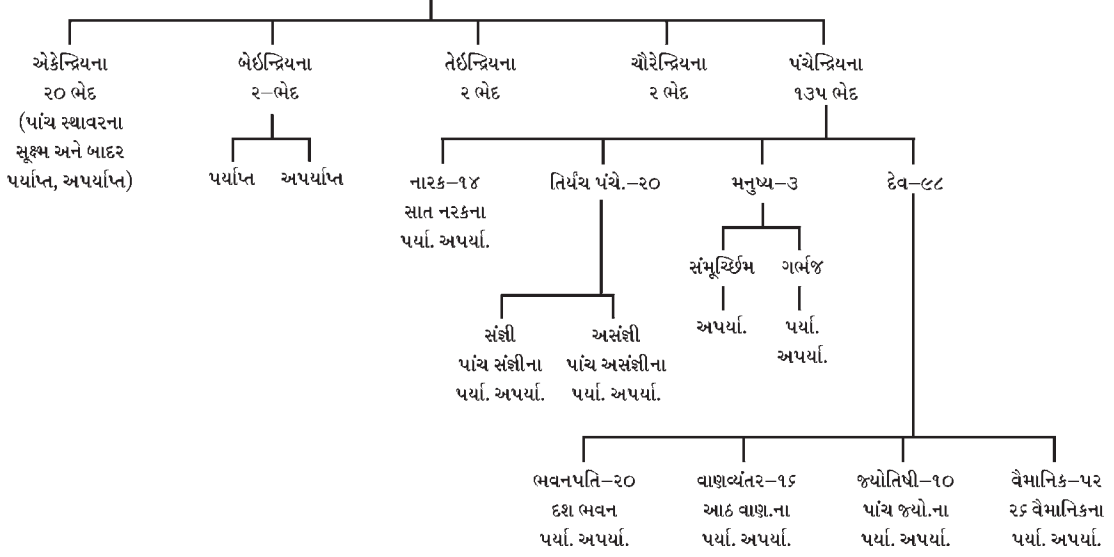 એકેન્દ્રિયના
૨૦ ભેદ
(પાંચ સ્થાવરના
સૂક્ષ્મ અને બાદર
પર્યાપ્ત, અપર્યાપ્ત)
બેઇન્દ્રિયના
૨–ભેદ
પર્યાપ્ત
અપર્યાપ્ત
તેઇન્દ્રિયના
૨ ભેદ
ચૌરેન્દ્રિયના
૨ ભેદ
પંચેન્દ્રિયના
૧૩૫ ભેદ
નારક–૧૪
સાત નરકના
પર્યા. અપર્યા.
તિર્યંચ પંચે.–૨૦
સંજ્ઞી
પાંચ સંજ્ઞીના
પર્યા. અપર્યા.
અસંજ્ઞી
પાંચ અસંજ્ઞીના
પર્યા. અપર્યા.
મનુષ્ય–૩
સંમૂર્ચ્છિમ
અપર્યા.
ગર્ભજ
પર્યા.
અપર્યા.
દેવ–૯૮
ભવનપતિ–૨૦
દશ ભવન
પર્યા. અપર્યા.
વાણવ્યંતર–૧૬
આઠ વાણ.ના
પર્યા. અપર્યા.
જ્યોતિષી–૧૦
પાંચ જ્યો.ના
પર્યા. અપર્યા.
વૈમાનિક–૫૨
૨૬ વૈમાનિકના
પર્યા. અપર્યા.